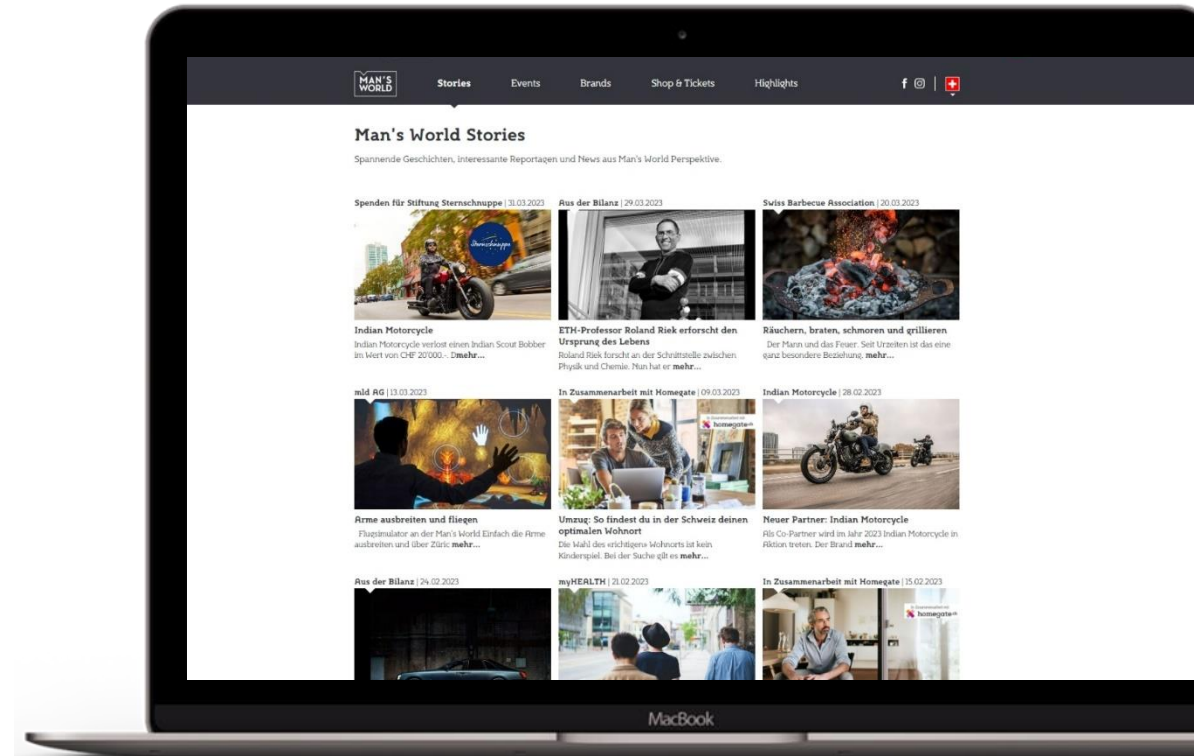 MAN'S
WORLD
Stories
Events
Brands
Shop & Tickets
Highlights
Man's World Stories
Spannende Geschichten, interessante Reportagen und News aus Man's World Perspektive.
Spenden für Stiftung Sternschnuppe | 31.03.2023
Sternschnuppe
Indian Motorcycle
Indian Motorcycle verlost einen Indian Scout Bobber
im Wert von CHF 20'000.-. Dmehr...
Aus der Bilanz | 29.03.2023
ETH-Professor Roland Riek erforscht den
Ursprung des Lebens
Roland Riek forscht an der Schnittstelle zwischen
Physik und Chemie. Nun hat er mehr...
Swiss Barbecue Association | 20.03.2023
Räuchern, braten, schmoren und grillieren
Der Mann und das Feuer. Seit Urzeiten ist das eine
ganz besondere Beziehung. mehr...
mld AG | 13.03.2023
Arme ausbreiten und fliegen
Flugsimulator an der Man's World Einfach die Arme
ausbreiten und über Züric mehr...
In Zusammenarbeit mit Homegate | 09.03.2023
In Zusammenarbeit mit
homegate
Umzug: So findest du in der Schweiz deinen
optimalen Wohnort
Die Wahl des «richtigen» Wohnorts ist kein
Kinderspiel. Bei der Suche gilt es mehr...
Indian Motorcycle | 28.02.2023
Neuer Partner: Indian Motorcycle
Als Co-Partner wird im Jahr 2023 Indian Motorcycle in
Aktion treten. Der Brand mehr...
Aus der Bilanz | 24.02.2023
myHEALTH | 21.02.2023
In Zusammenarbeit mit Homegate | 15.02.2023
In Zusammenarbeit mit
homegate
MacBook